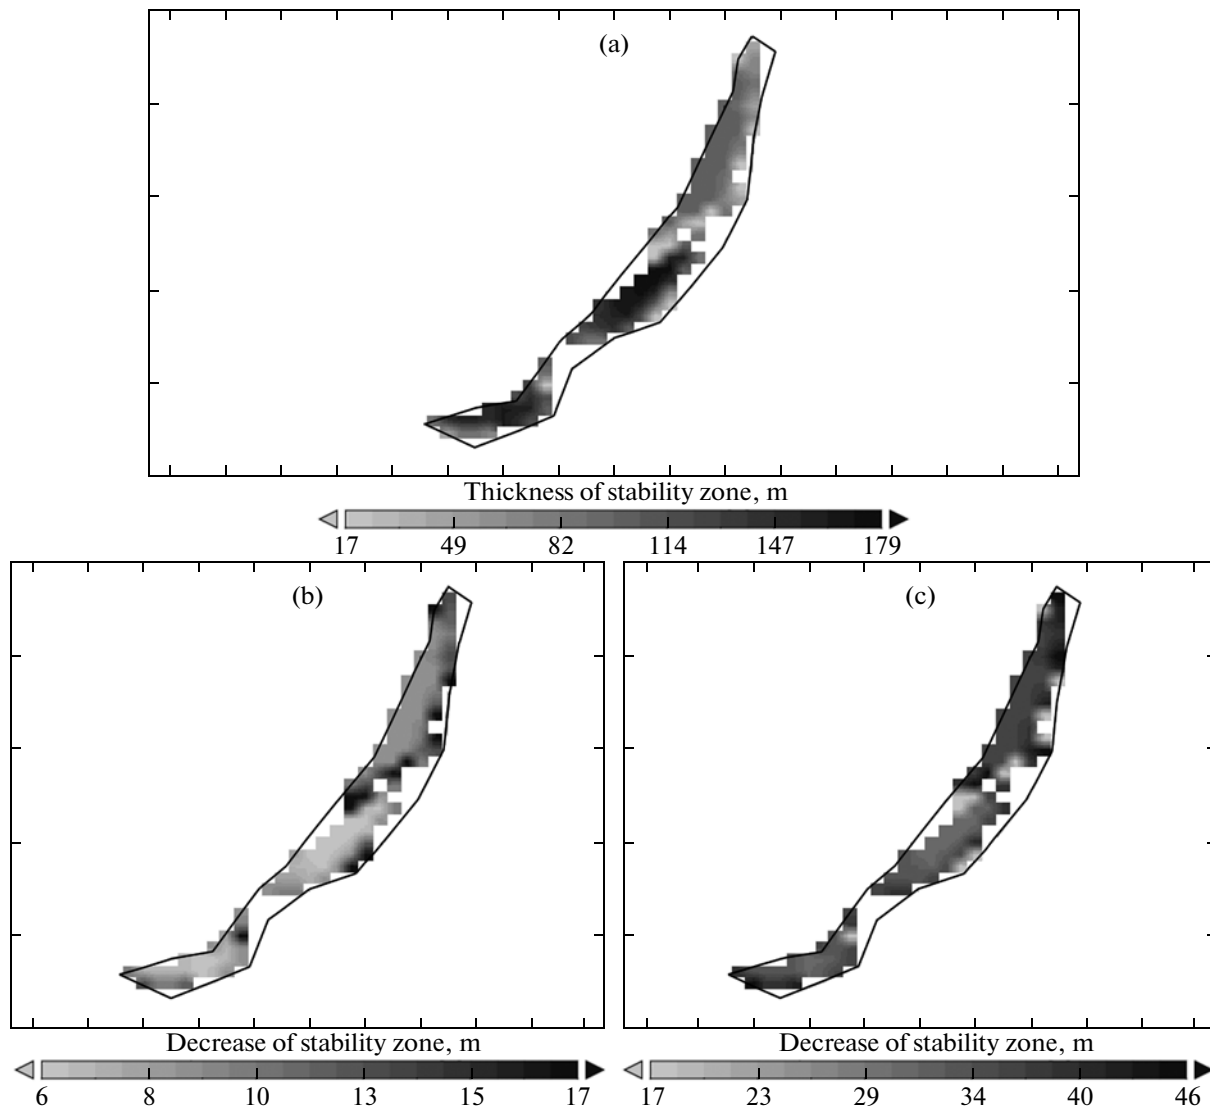 (a)
Thickness of stability zone, m
17 49 82 114 147 179
(b)
(c)
Decrease of stability zone, m
6 8 10 13 15 17
Decrease of stability zone, m
17 23 29 34 40 46